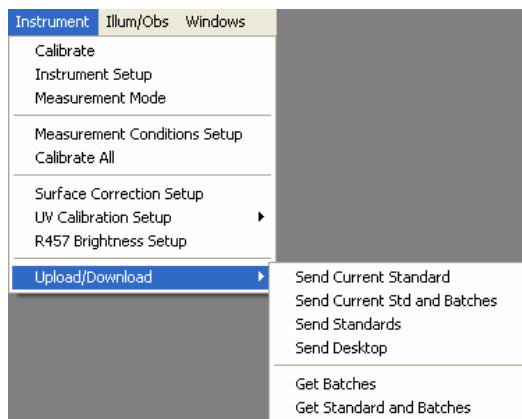 Instrument Illum/Obs Windows
Calibrate
Instrument Setup
Measurement Mode
Measurement Conditions Setup
Calibrate All
Surface Correction Setup
UV Calibration Setup
R457 Brightness Setup
Upload/Download
Send Current Standard
Send Current Std and Batches
Send Standards
Send Desktop
Get Batches
Get Standard and Batches